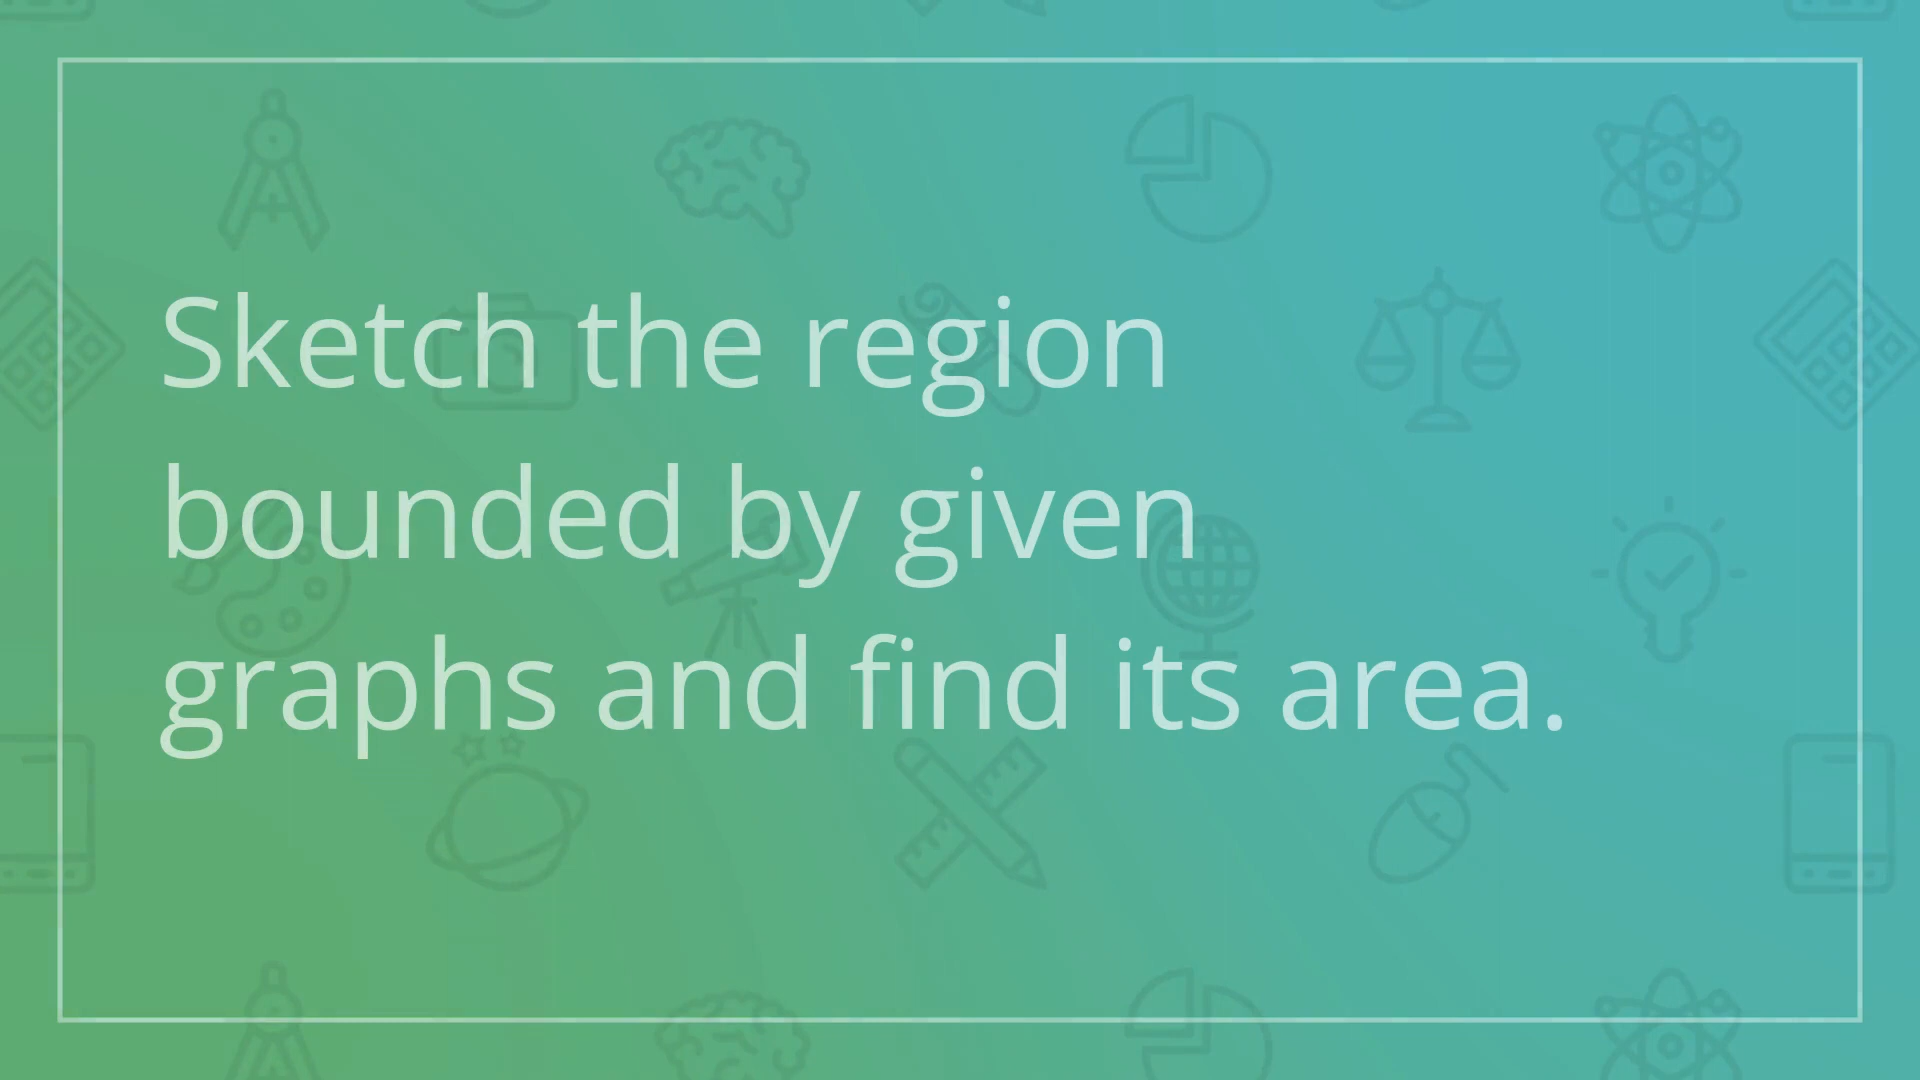 Sketch the region
bounded by given
graphs and find its area.